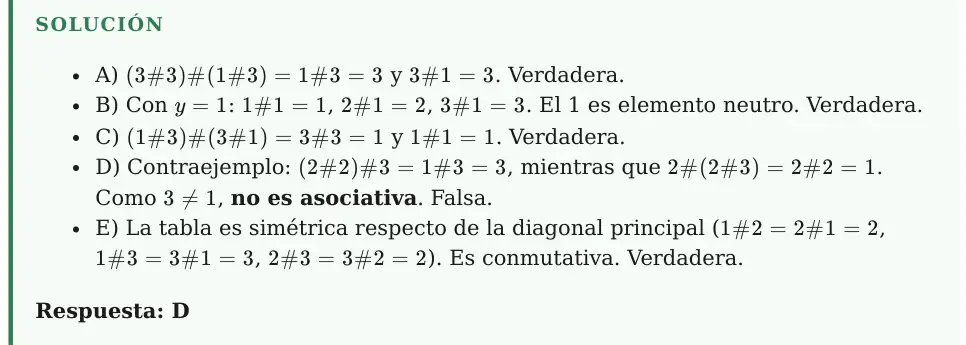 SOLUCIÓN
• A) (3#3)#(1#3) = 1#3 = 3 y 3#1 = 3. Verdadera.
• B) Con y = 1: 1#1 = 1, 2#1 = 2, 3#1 = 3. El 1 es elemento neutro. Verdadera.
• C) (1#3)#(3#1) = 3#3 = 1 y 1#1 = 1. Verdadera.
• D) Contraejemplo: (2#2)#3 = 1#3 = 3, mientras que 2#(2#3) = 2#2 = 1.
Como 3 ≠ 1, no es asociativa. Falsa.
• E) La tabla es simétrica respecto de la diagonal principal (1#2 = 2#1 = 2,
1#3 = 3#1 = 3, 2#3 = 3#2 = 2). Es conmutativa. Verdadera.
Respuesta: D